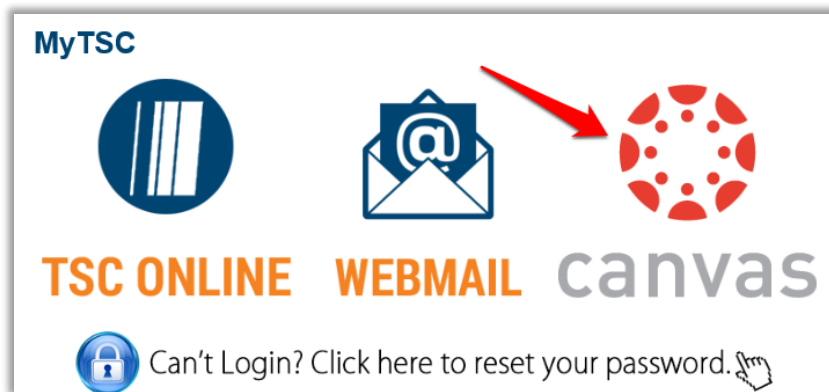 MyTSC
@
TSC ONLINE WEBMAIL canvas
Can't Login? Click here to reset your password.